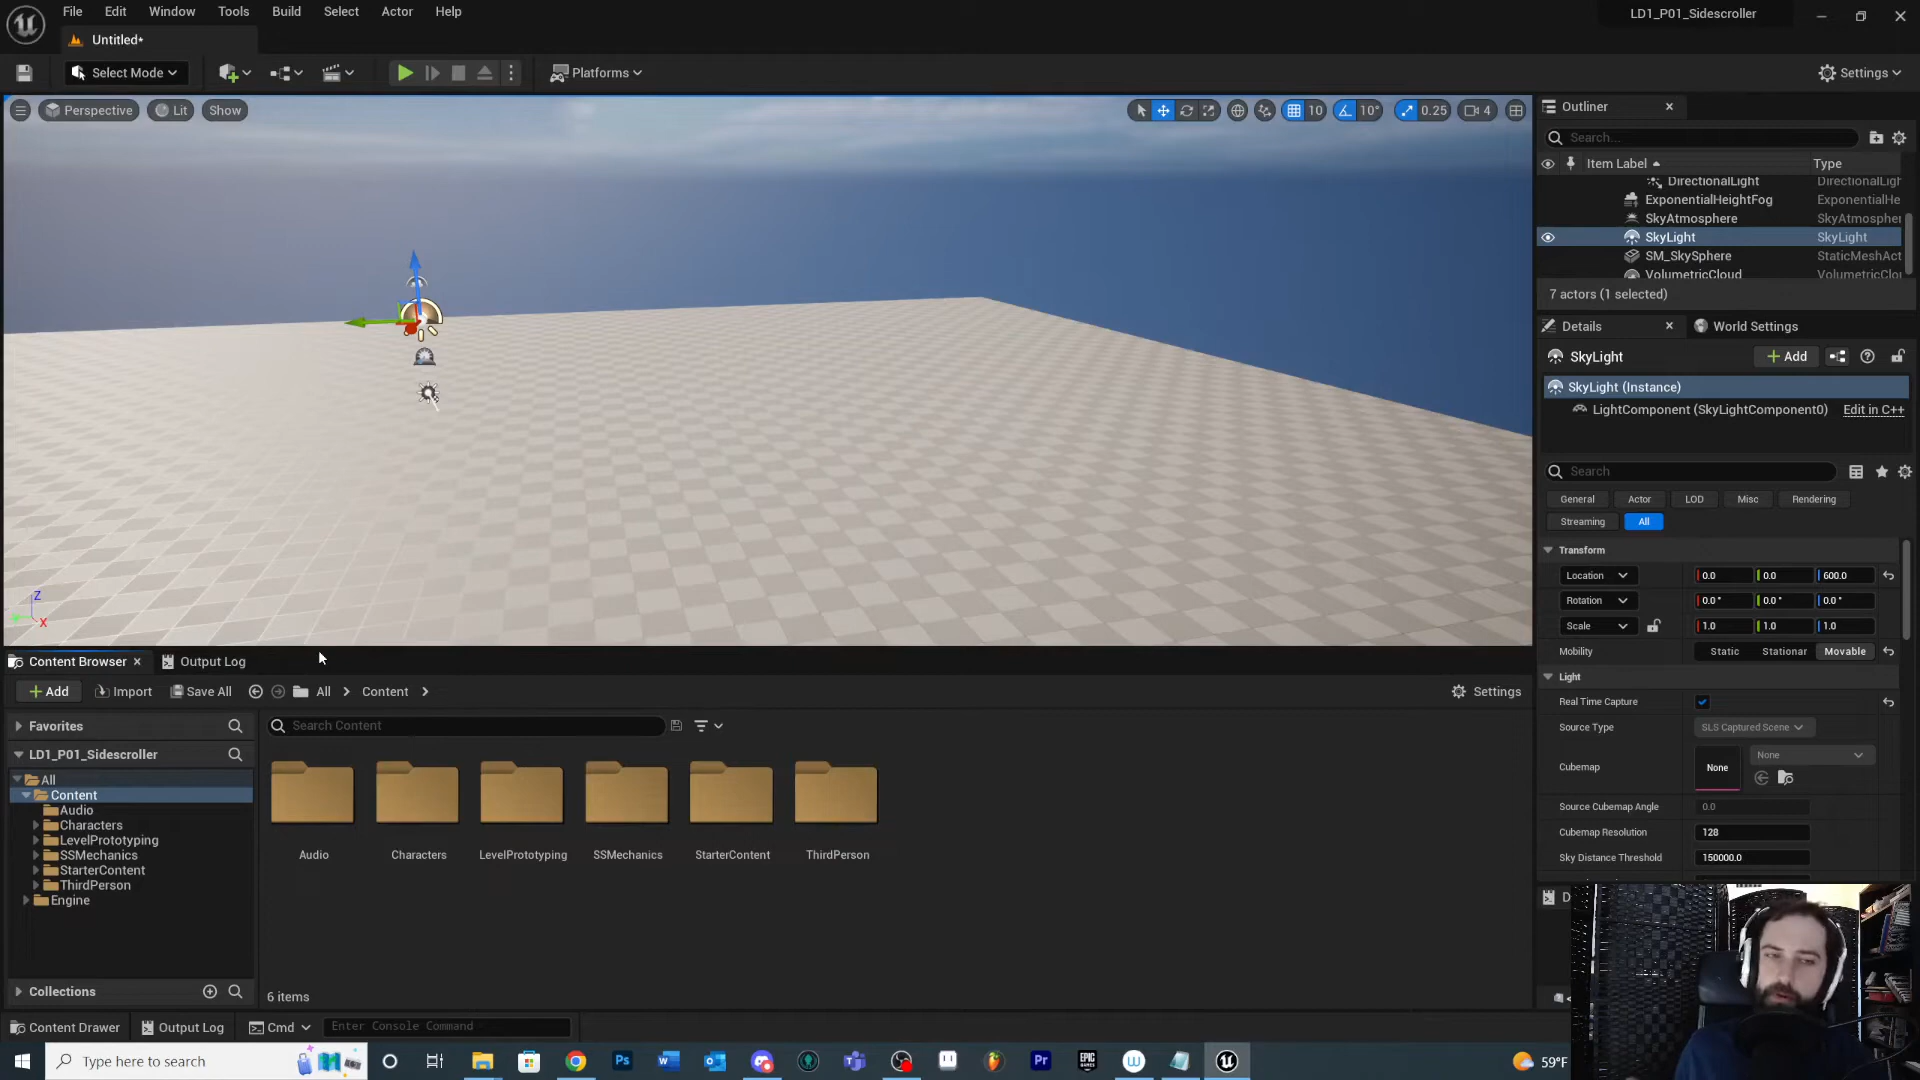 File Edit Window Tools Build Select Actor Help
LD1_P01_Sidescroller
Untitled*
Select Mode
Platforms
Settings
Perspective Lit Show
10 10° 0.25 4
Outliner
Search...
Item Label Type
DirectionalLight DirectionalLigh
ExponentialHeightFog ExponentialHe
SkyAtmosphere SkyAtmospher
SkyLight SkyLight
SM_SkySphere StaticMeshAct
VolumetricCloud VolumetricClou
7 actors (1 selected)
Details World Settings
SkyLight Add
SkyLight (Instance)
LightComponent (SkyLightComponent0) Edit in C++
Search
General Actor LOD Misc Rendering
Streaming All
Transform
Location 0.0 0.0 600.0
Rotation 0.0° 0.0° 0.0°
Scale 1.0 1.0 1.0
Mobility Static Stationar Movable
Light
Real Time Capture
Source Type SLS Captured Scene
Cubemap None None
Source Cubemap Angle 0.0
Cubemap Resolution 128
Sky Distance Threshold 150000.0
D
Z
X
Content Browser Output Log
Add Import Save All All Content Settings
Favorites
Search Content
LD1_P01_Sidescroller
All
Content
Audio
Characters
LevelPrototyping
SSMechanics
StarterContent
ThirdPerson
Engine
Audio Characters LevelPrototyping SSMechanics StarterContent ThirdPerson
Collections
6 items
Content Drawer Output Log Cmd Enter Console Command
Type here to search
Ps
Pr
EPIC GAMES
59°F